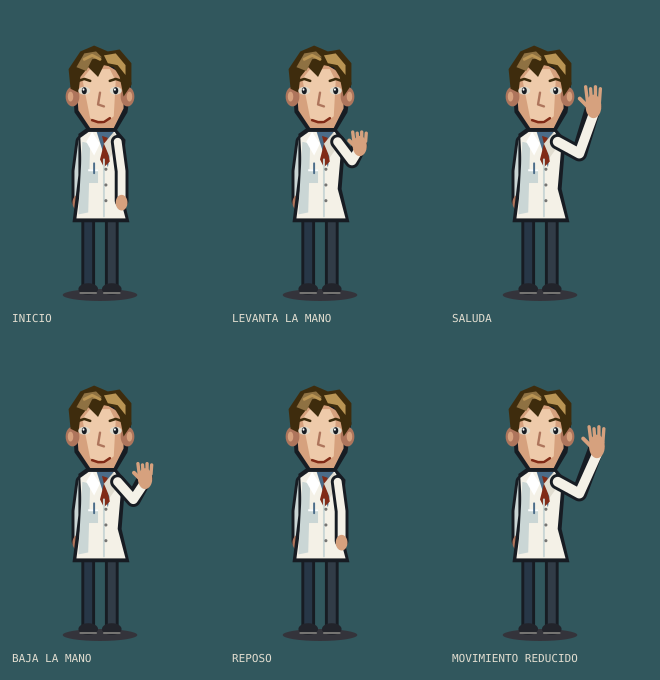 INICIO
LEVANTA LA MANO
SALUDA
BAJA LA MANO
REPOSO
MOVIMIENTO REDUCIDO